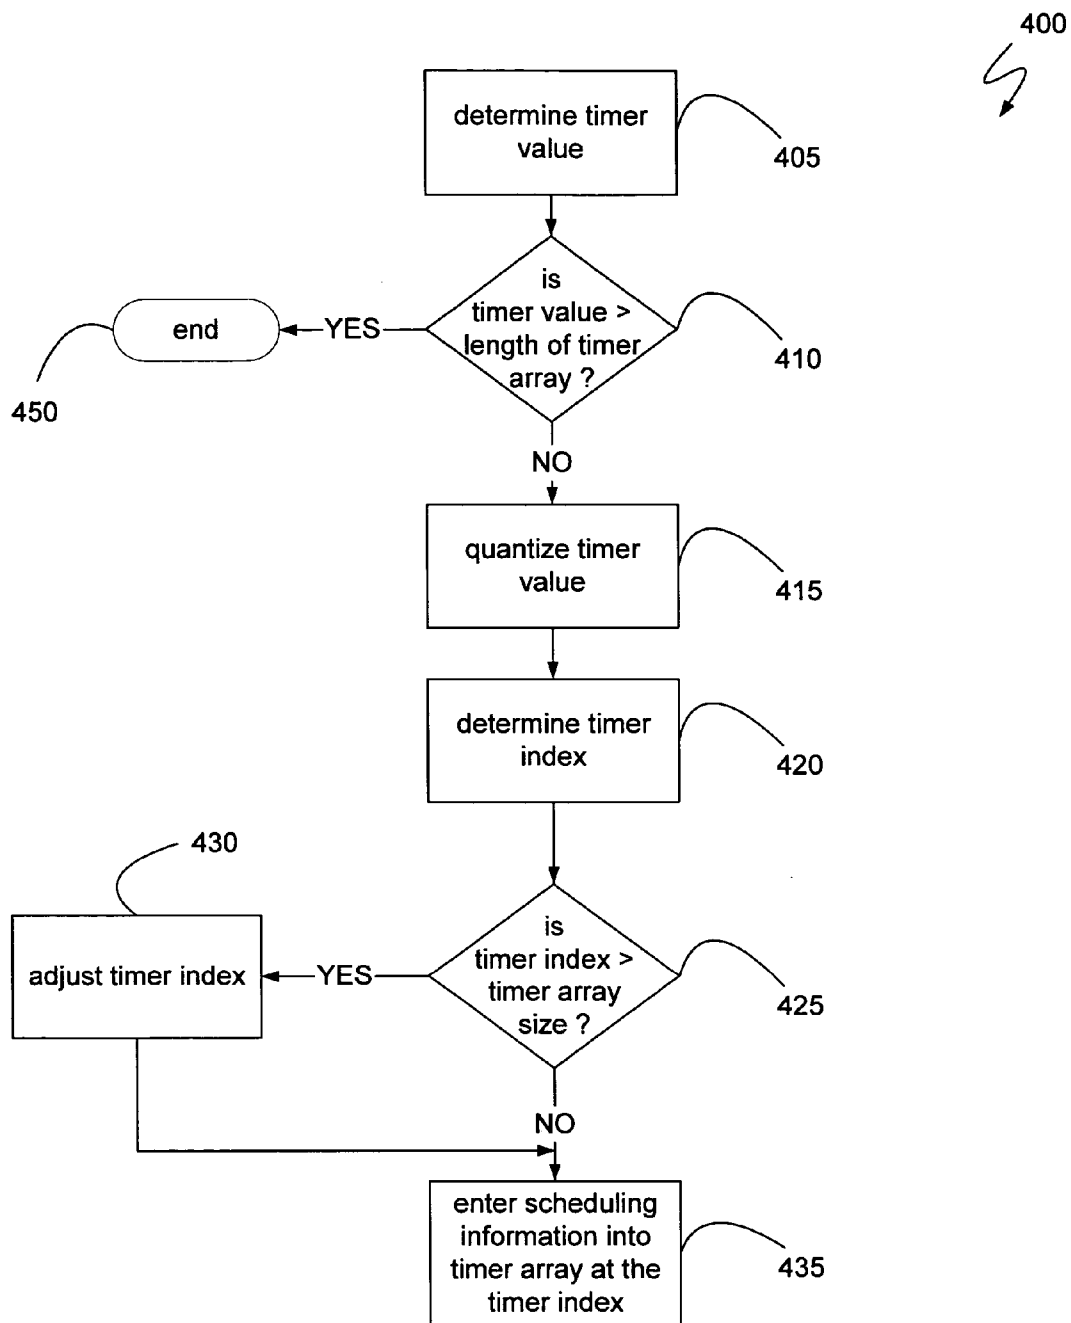 400
determine timer
value
405
is
timer value >
length of timer
array ?
410
YES
end
450
NO
quantize timer
value
415
determine timer
index
420
430
is
timer index >
timer array
size ?
425
YES
adjust timer index
NO
enter scheduling
information into
timer array at the
timer index
435